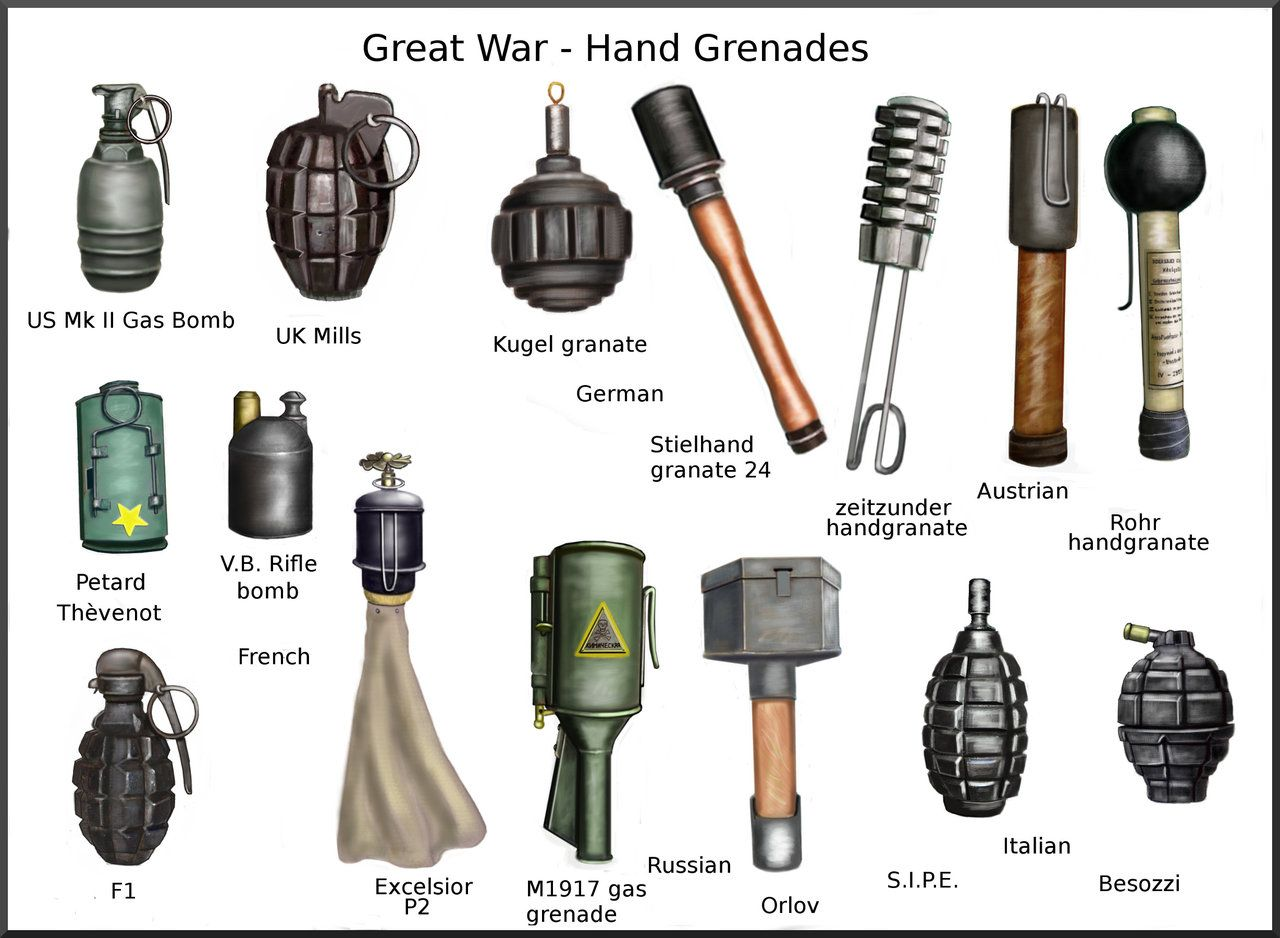 Great War - Hand Grenades
US Mk II Gas Bomb
UK Mills
Kugel granate
German
Stielhand
granate 24
zeitzunder
handgranate
Austrian
Rohr
handgranate
Petard
Thèvenot
V.B. Rifle
bomb
French
F1
Excelsior
P2
M1917 gas
grenade
Russian
Orlov
S.I.P.E.
Italian
Besozzi